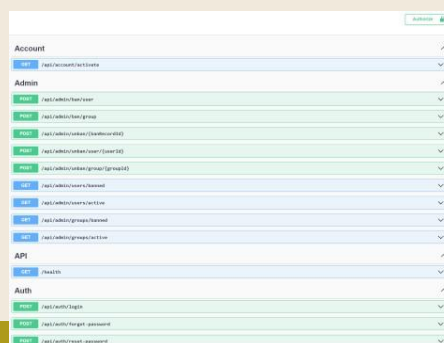 Authorize
Account
GET /api/account/activate
Admin
POST /api/admin/ban/user
POST /api/admin/ban/group
POST /api/admin/unban/{banRecordId}
POST /api/admin/unban/user/{userId}
POST /api/admin/unban/group/{groupId}
GET /api/admin/users/banned
GET /api/admin/users/active
GET /api/admin/groups/banned
GET /api/admin/groups/active
API
GET /health
Auth
POST /api/auth/login
POST /api/auth/forgot-password
POST /api/auth/reset-password